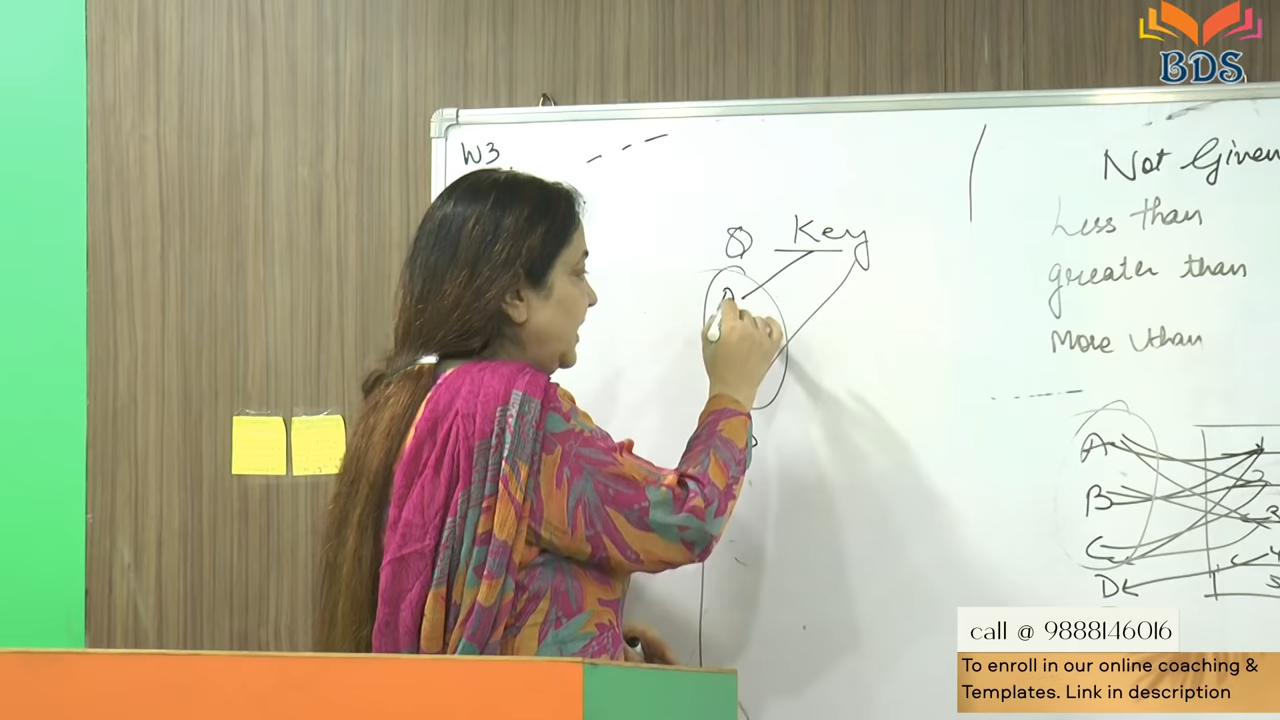 BDS
W3
Not Given
Q Key
Less than
greater than
More than
A
B
C
D
call @ 9888146016
To enroll in our online coaching &
Templates. Link in description